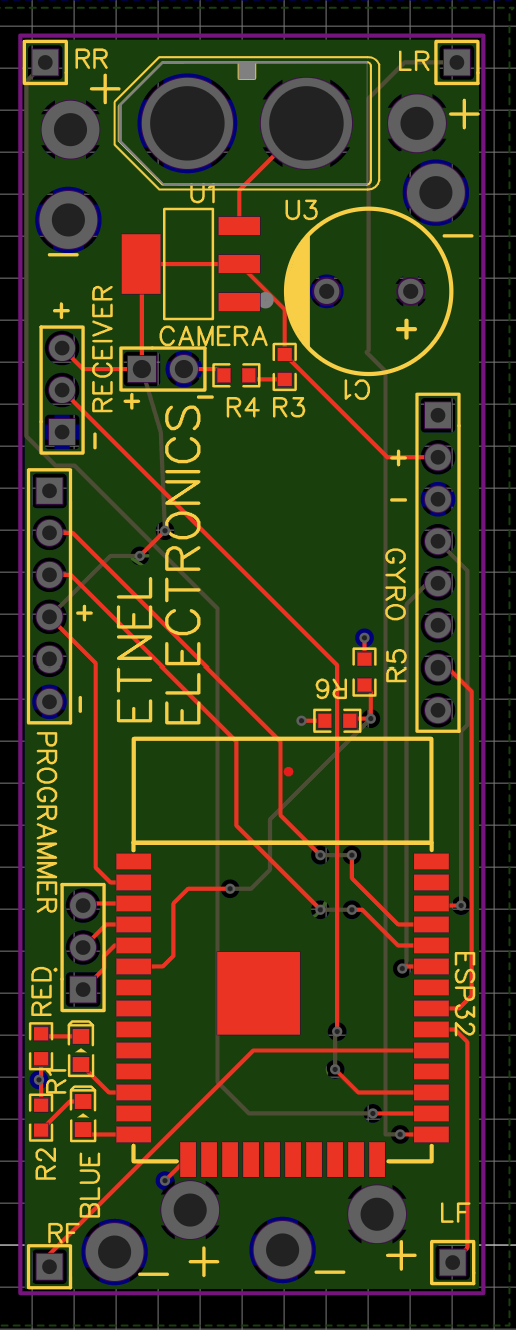 RR
LR
+
+
U1
U3
−
−
+
RECEIVER
CAMERA
+
C1
+
−
R4
R3
−
+
−
ETNEL
ELECTRONICS
GYRO
+
R5
R6
−
PROGRAMMER
RED
ESP32
R1
R2
BLUE
RF
LF
+
+
−
−